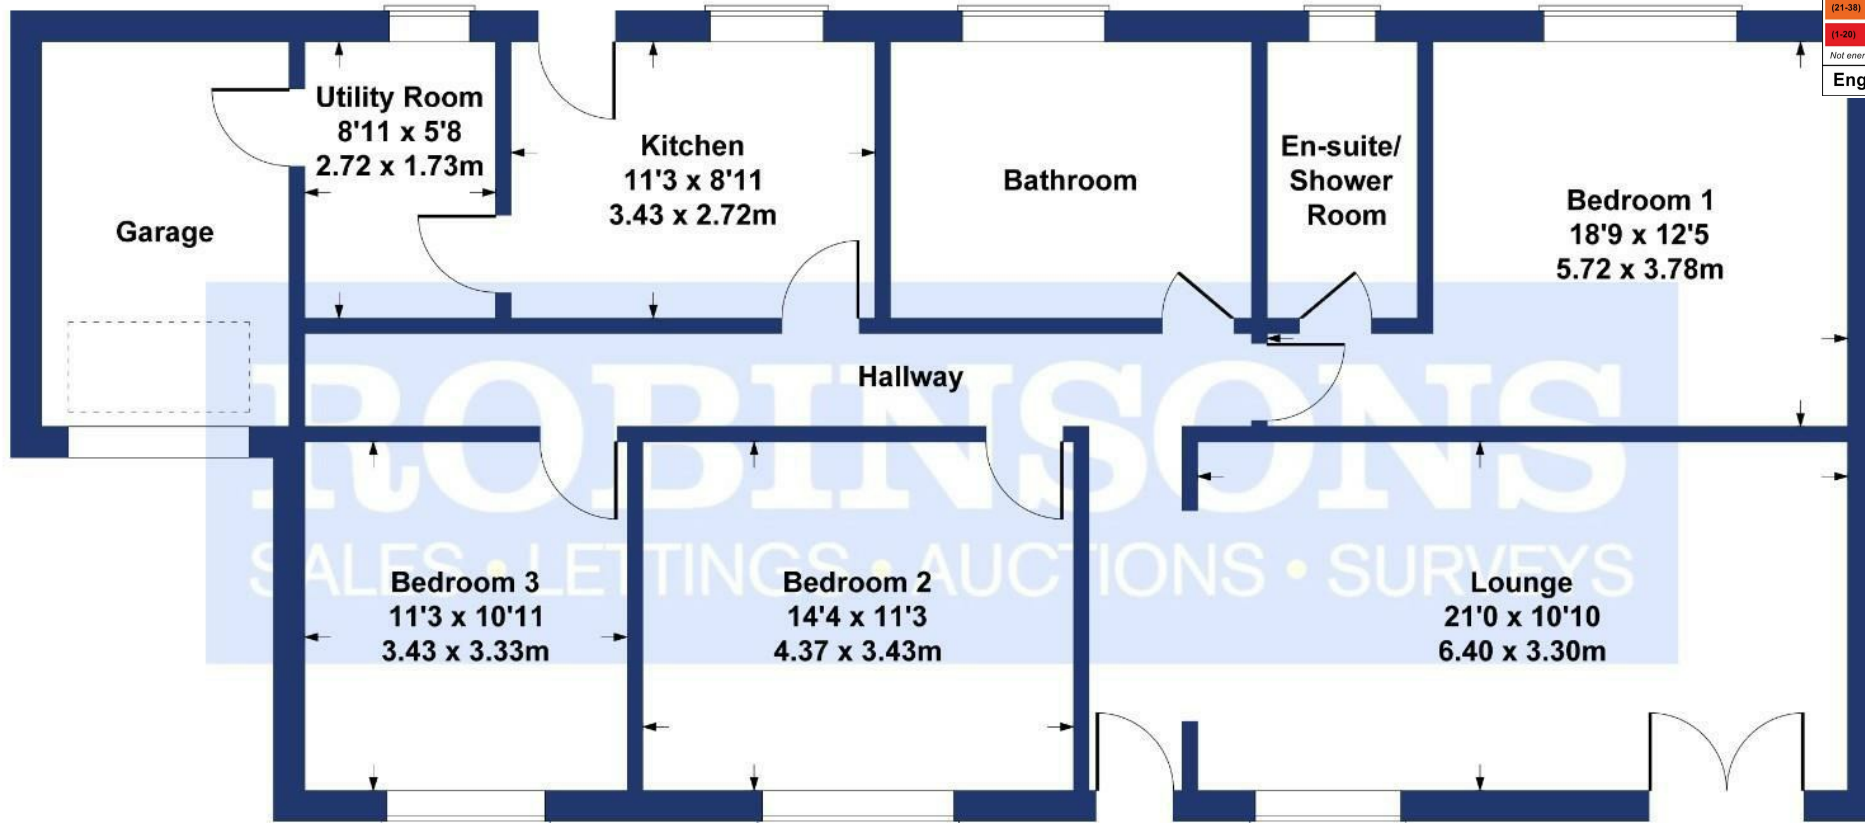 (21-38)
(1-20)
Not ener
Eng
Utility Room
8'11 x 5'8
2.72 x 1.73m
Kitchen
11'3 x 8'11
3.43 x 2.72m
Bathroom
En-suite/
Shower
Room
Bedroom 1
18'9 x 12'5
5.72 x 3.78m
Garage
Hallway
ROBINSONS
SALES • LETTINGS • AUCTIONS • SURVEYS
Bedroom 3
11'3 x 10'11
3.43 x 3.33m
Bedroom 2
14'4 x 11'3
4.37 x 3.43m
Lounge
21'0 x 10'10
6.40 x 3.30m